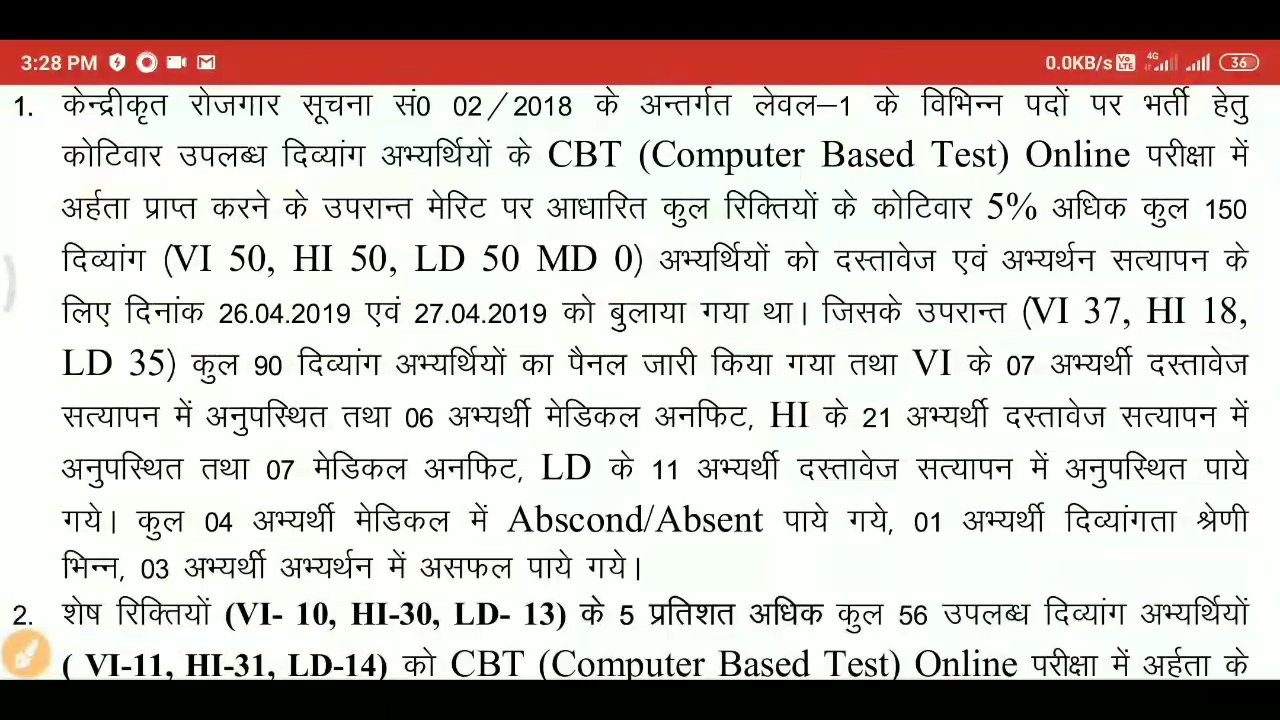 3:28 PM 0.0KB/s Vo LTE 4G 36
1. केन्द्रीकृत रोजगार सूचना सं0 02/2018 के अन्तर्गत लेवल–1 के विभिन्न पदों पर भर्ती हेतु
कोटिवार उपलब्ध दिव्यांग अभ्यर्थियों के CBT (Computer Based Test) Online परीक्षा में
अर्हता प्राप्त करने के उपरान्त मेरिट पर आधारित कुल रिक्तियों के कोटिवार 5% अधिक कुल 150
दिव्यांग (VI 50, HI 50, LD 50 MD 0) अभ्यर्थियों को दस्तावेज एवं अभ्यर्थन सत्यापन के
लिए दिनांक 26.04.2019 एवं 27.04.2019 को बुलाया गया था। जिसके उपरान्त (VI 37, HI 18,
LD 35) कुल 90 दिव्यांग अभ्यर्थियों का पैनल जारी किया गया तथा VI के 07 अभ्यर्थी दस्तावेज
सत्यापन में अनुपस्थित तथा 06 अभ्यर्थी मेडिकल अनफिट, HI के 21 अभ्यर्थी दस्तावेज सत्यापन में
अनुपस्थित तथा 07 मेडिकल अनफिट, LD के 11 अभ्यर्थी दस्तावेज सत्यापन में अनुपस्थित पाये
गये। कुल 04 अभ्यर्थी मेडिकल में Abscond/Absent पाये गये, 01 अभ्यर्थी दिव्यांगता श्रेणी
भिन्न, 03 अभ्यर्थी अभ्यर्थन में असफल पाये गये।
2. शेष रिक्तियों (VI- 10, HI-30, LD- 13) के 5 प्रतिशत अधिक कुल 56 उपलब्ध दिव्यांग अभ्यर्थियों
( VI-11, HI-31, LD-14) को CBT (Computer Based Test) Online परीक्षा में अर्हता के